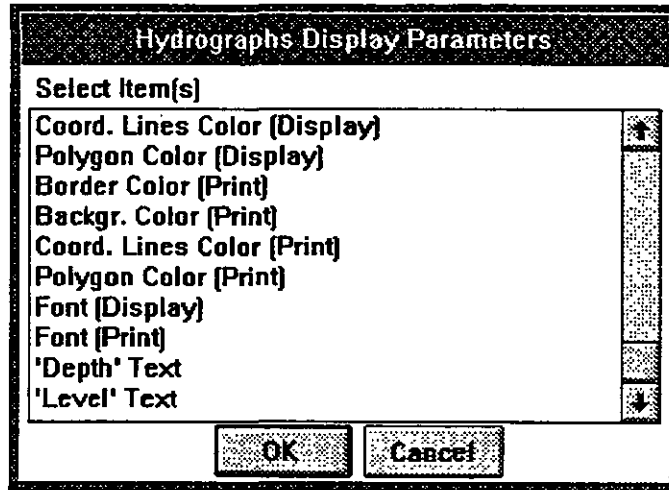 Hydrographs Display Parameters
Select Item(s)
Coord. Lines Color (Display)
Polygon Color (Display)
Border Color (Print)
Backgr. Color (Print)
Coord. Lines Color (Print)
Polygon Color (Print)
Font (Display)
Font (Print)
'Depth' Text
'Level' Text
OK Cancel